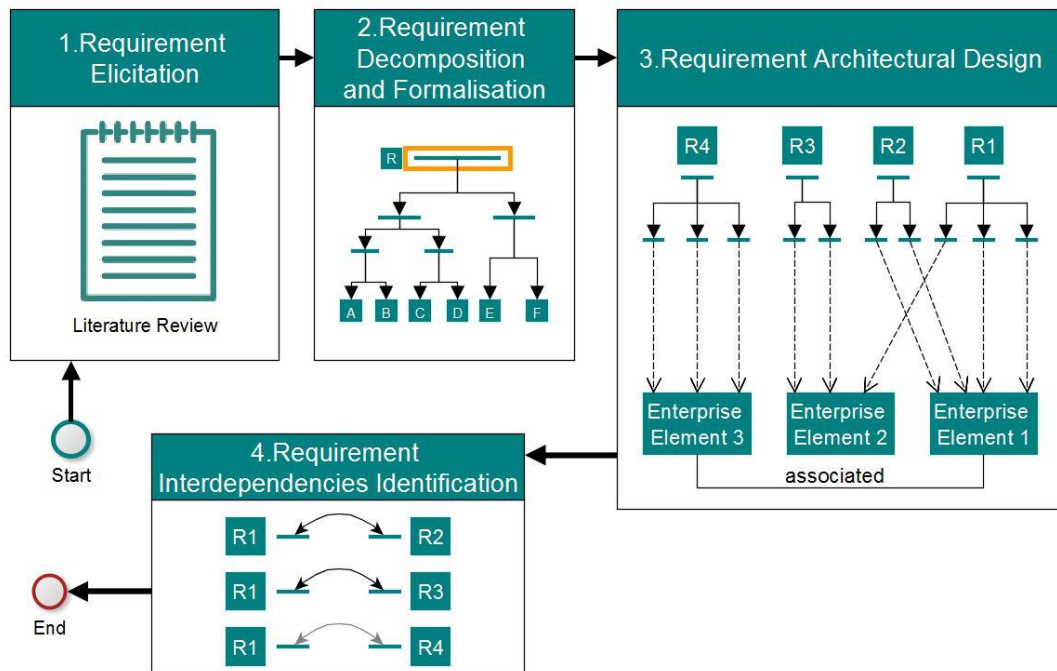 1.Requirement
Elicitation
Literature Review
Start
2.Requirement
Decomposition
and Formalisation
R
A B C D E F
3.Requirement Architectural Design
R4 R3 R2 R1
Enterprise
Element 3
Enterprise
Element 2
Enterprise
Element 1
associated
4.Requirement
Interdependencies Identification
R1 R2
R1 R3
R1 R4
End